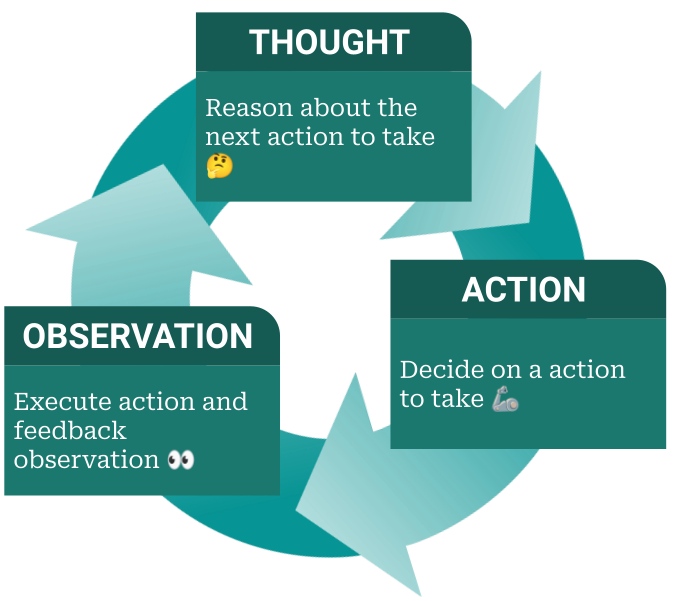 THOUGHT
Reason about the
next action to take
🤔
ACTION
Decide on a action
to take 🦾
OBSERVATION
Execute action and
feedback
observation 👀